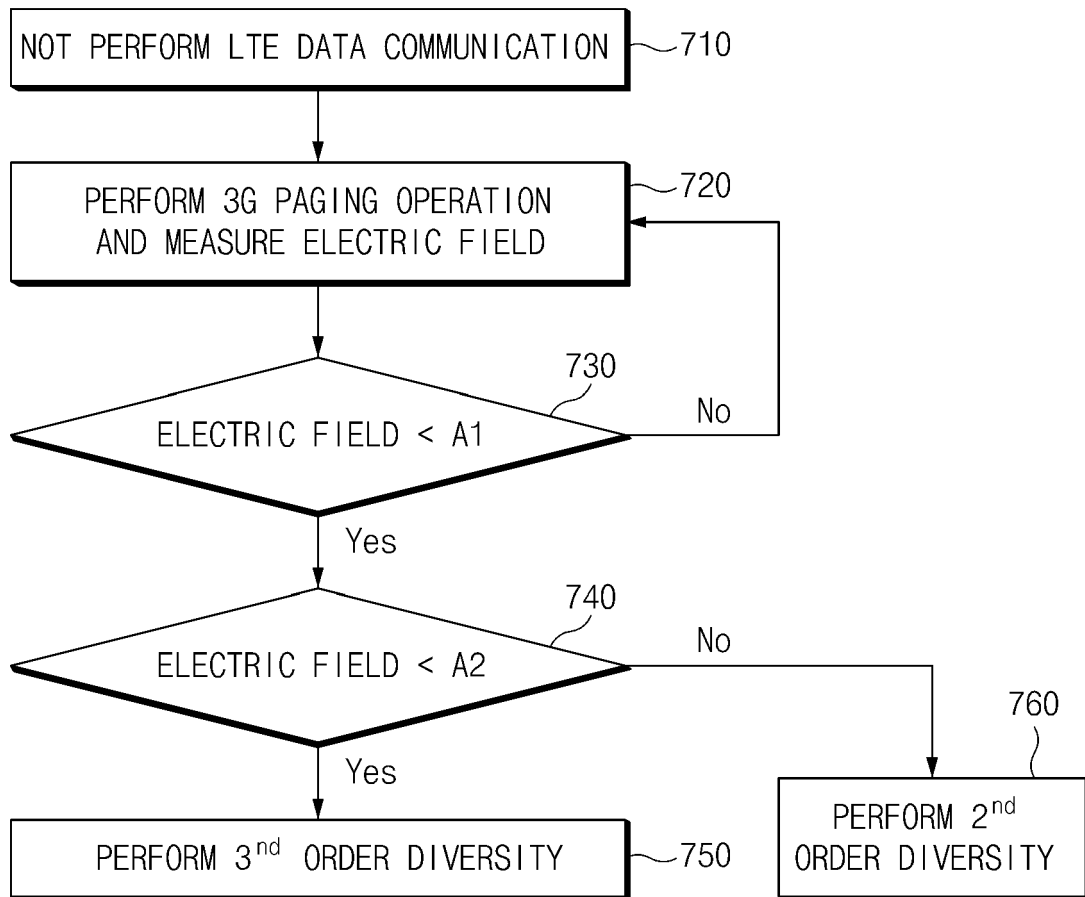 NOT PERFORM LTE DATA COMMUNICATION
710
PERFORM 3G PAGING OPERATION
AND MEASURE ELECTRIC FIELD
720
730
ELECTRIC FIELD < A1
No
Yes
740
ELECTRIC FIELD < A2
No
Yes
760
PERFORM 2nd
ORDER DIVERSITY
PERFORM 3nd ORDER DIVERSITY
750